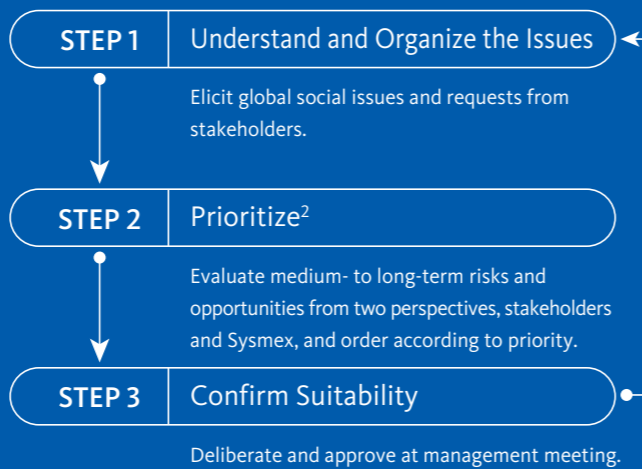 STEP 1 Understand and Organize the Issues
Elicit global social issues and requests from
stakeholders.
STEP 2 Prioritize²
Evaluate medium- to long-term risks and
opportunities from two perspectives, stakeholders
and Sysmex, and order according to priority.
STEP 3 Confirm Suitability
Deliberate and approve at management meeting.